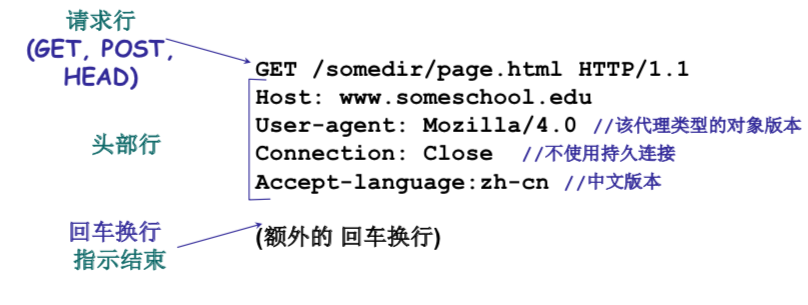 请求行
(GET, POST,
HEAD)
GET /somedir/page.html HTTP/1.1
Host: www.someschool.edu
User-agent: Mozilla/4.0 //该代理类型的对象版本
头部行
Connection: Close //不使用持久连接
Accept-language:zh-cn //中文版本
回车换行
指示结束
(额外的 回车换行)